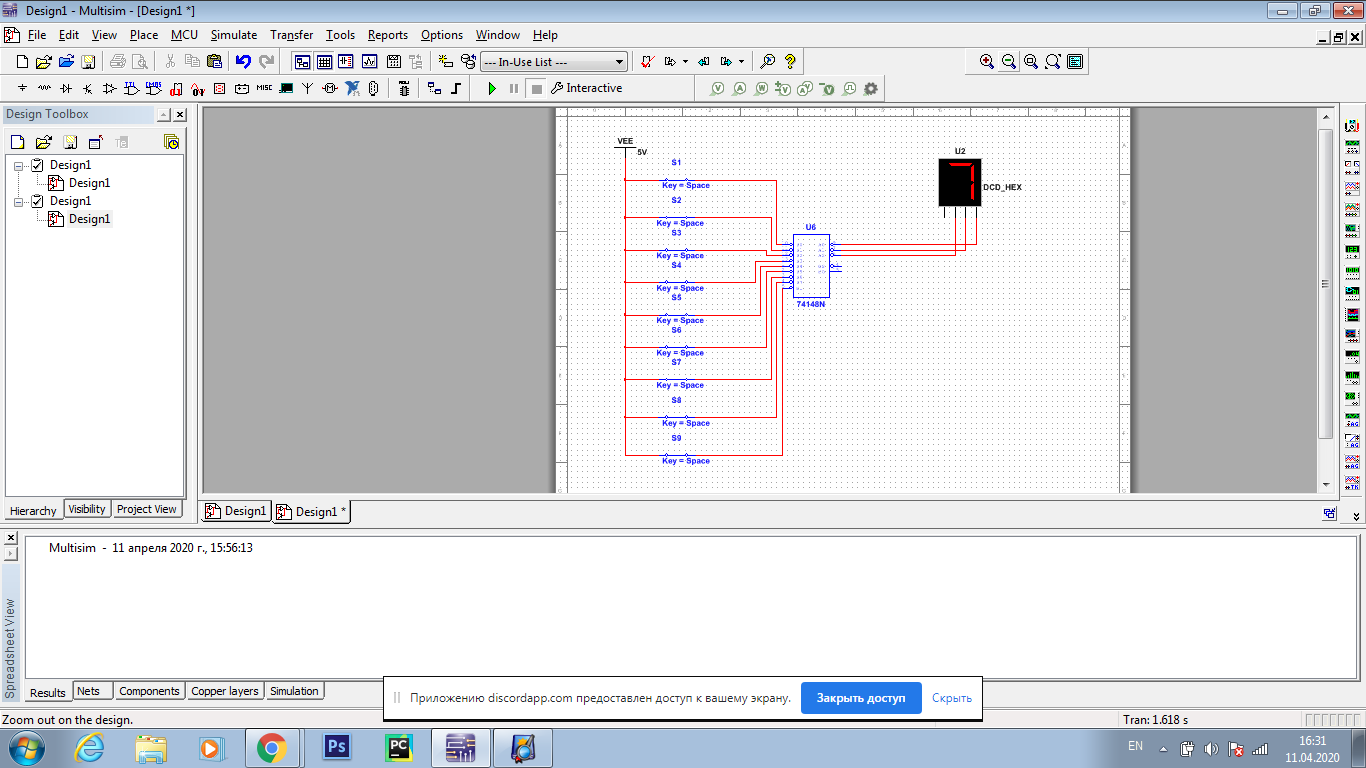 Design1 - Multisim - [Design1 *]
File Edit View Place MCU Simulate Transfer Tools Reports Options Window Help
--- In-Use List ---
Interactive
Design Toolbox
Design1
Design1
Design1
Design1
Hierarchy Visibility Project View
VEE
5V
S1
Key = Space
S2
Key = Space
S3
Key = Space
S4
Key = Space
S5
Key = Space
S6
Key = Space
S7
Key = Space
S8
Key = Space
S9
Key = Space
U6
74148N
U2
DCD_HEX
Design1 Design1 *
Multisim - 11 апреля 2020 г., 15:56:13
Spreadsheet View
Results Nets Components Copper layers Simulation
Приложению discordapp.com предоставлен доступ к вашему экрану. Закрыть доступ Скрыть
Zoom out on the design.
Tran: 1.618 s
Ps PC
EN
16:31
11.04.2020